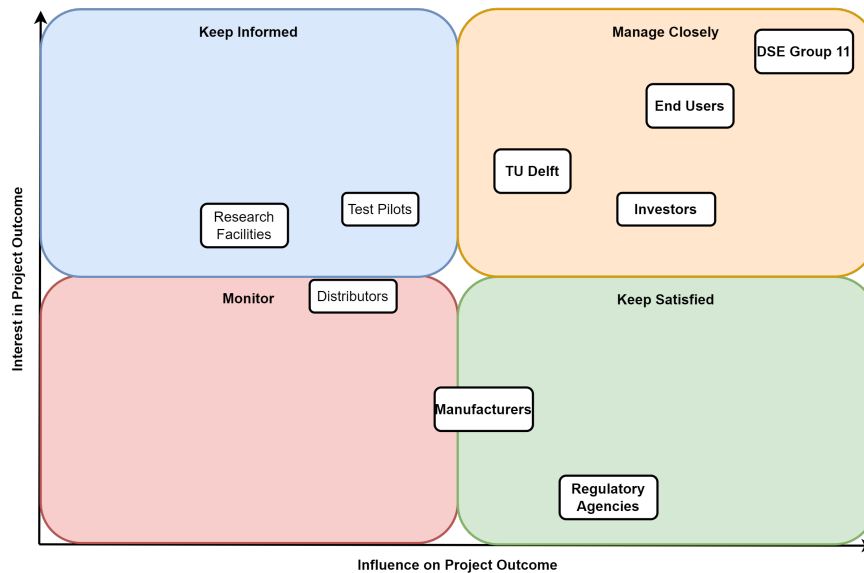 Keep Informed
Manage Closely
DSE Group 11
End Users
TU Delft
Test Pilots
Investors
Research
Facilities
Interest in Project Outcome
Monitor
Distributors
Keep Satisfied
Manufacturers
Regulatory
Agencies
Influence on Project Outcome